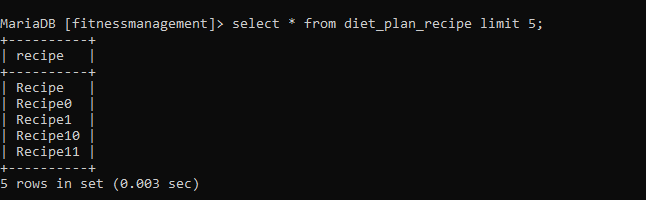 MariaDB [fitnessmanagement]> select * from diet_plan_recipe limit 5;
+----------+
| recipe   |
+----------+
| Recipe   |
| Recipe0  |
| Recipe1  |
| Recipe10 |
| Recipe11 |
+----------+
5 rows in set (0.003 sec)